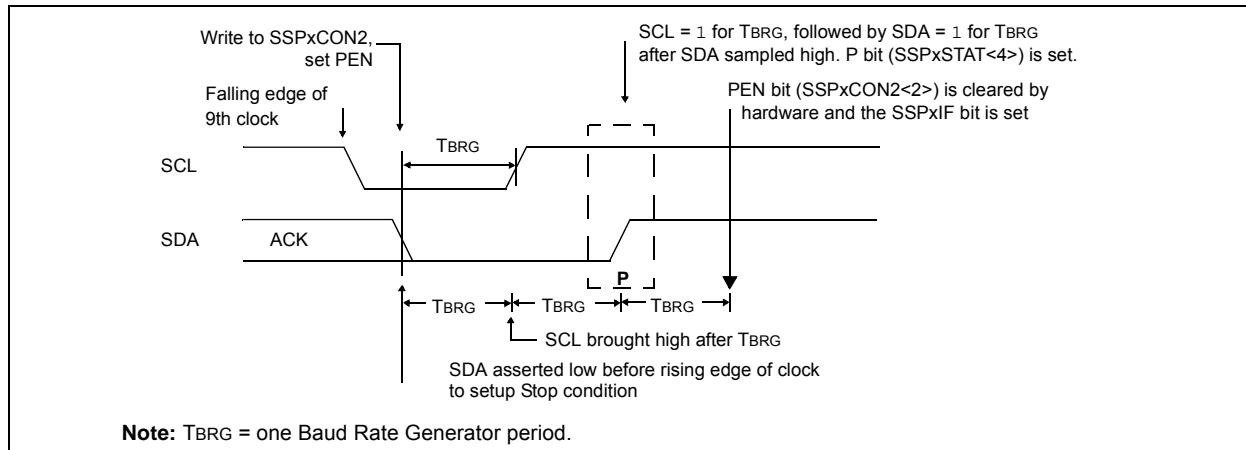 Write to SSPxCON2,
set PEN
SCL = 1 for TBRG, followed by SDA = 1 for TBRG
after SDA sampled high. P bit (SSPxSTAT<4>) is set.
Falling edge of
9th clock
PEN bit (SSPxCON2<2>) is cleared by
hardware and the SSPxIF bit is set
TBRG
SCL
SDA
ACK
P
TBRG
TBRG
TBRG
SCL brought high after TBRG
SDA asserted low before rising edge of clock
to setup Stop condition
Note: TBRG = one Baud Rate Generator period.